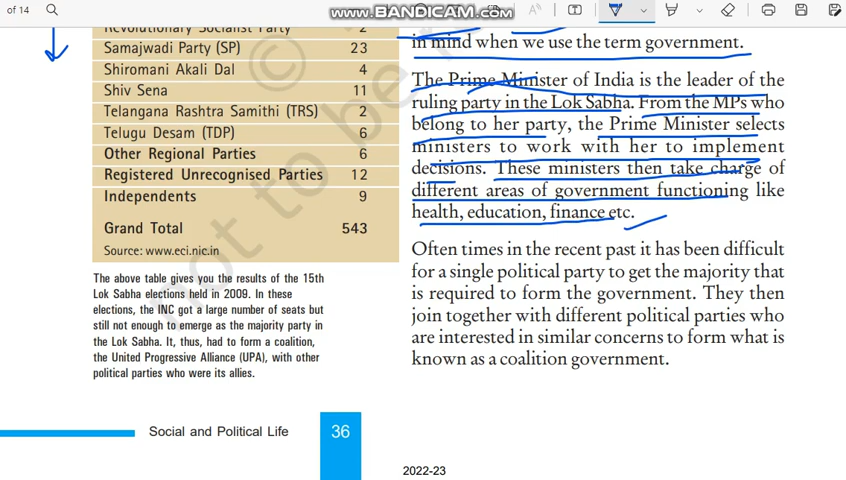 www.BANDICAM.com
of 14
Revolutionary Socialist Party 2
Samajwadi Party (SP) 23
Shiromani Akali Dal 4
Shiv Sena 11
Telangana Rashtra Samithi (TRS) 2
Telugu Desam (TDP) 6
Other Regional Parties 6
Registered Unrecognised Parties 12
Independents 9
Grand Total 543
Source: www.eci.nic.in
The above table gives you the results of the 15th
Lok Sabha elections held in 2009. In these
elections, the INC got a large number of seats but
still not enough to emerge as the majority party in
the Lok Sabha. It, thus, had to form a coalition,
the United Progressive Alliance (UPA), with other
political parties who were its allies.
in mind when we use the term government.
The Prime Minister of India is the leader of the
ruling party in the Lok Sabha. From the MPs who
belong to her party, the Prime Minister selects
ministers to work with her to implement
decisions. These ministers then take charge of
different areas of government functioning like
health, education, finance etc.
Often times in the recent past it has been difficult
for a single political party to get the majority that
is required to form the government. They then
join together with different political parties who
are interested in similar concerns to form what is
known as a coalition government.
Social and Political Life 36
2022-23